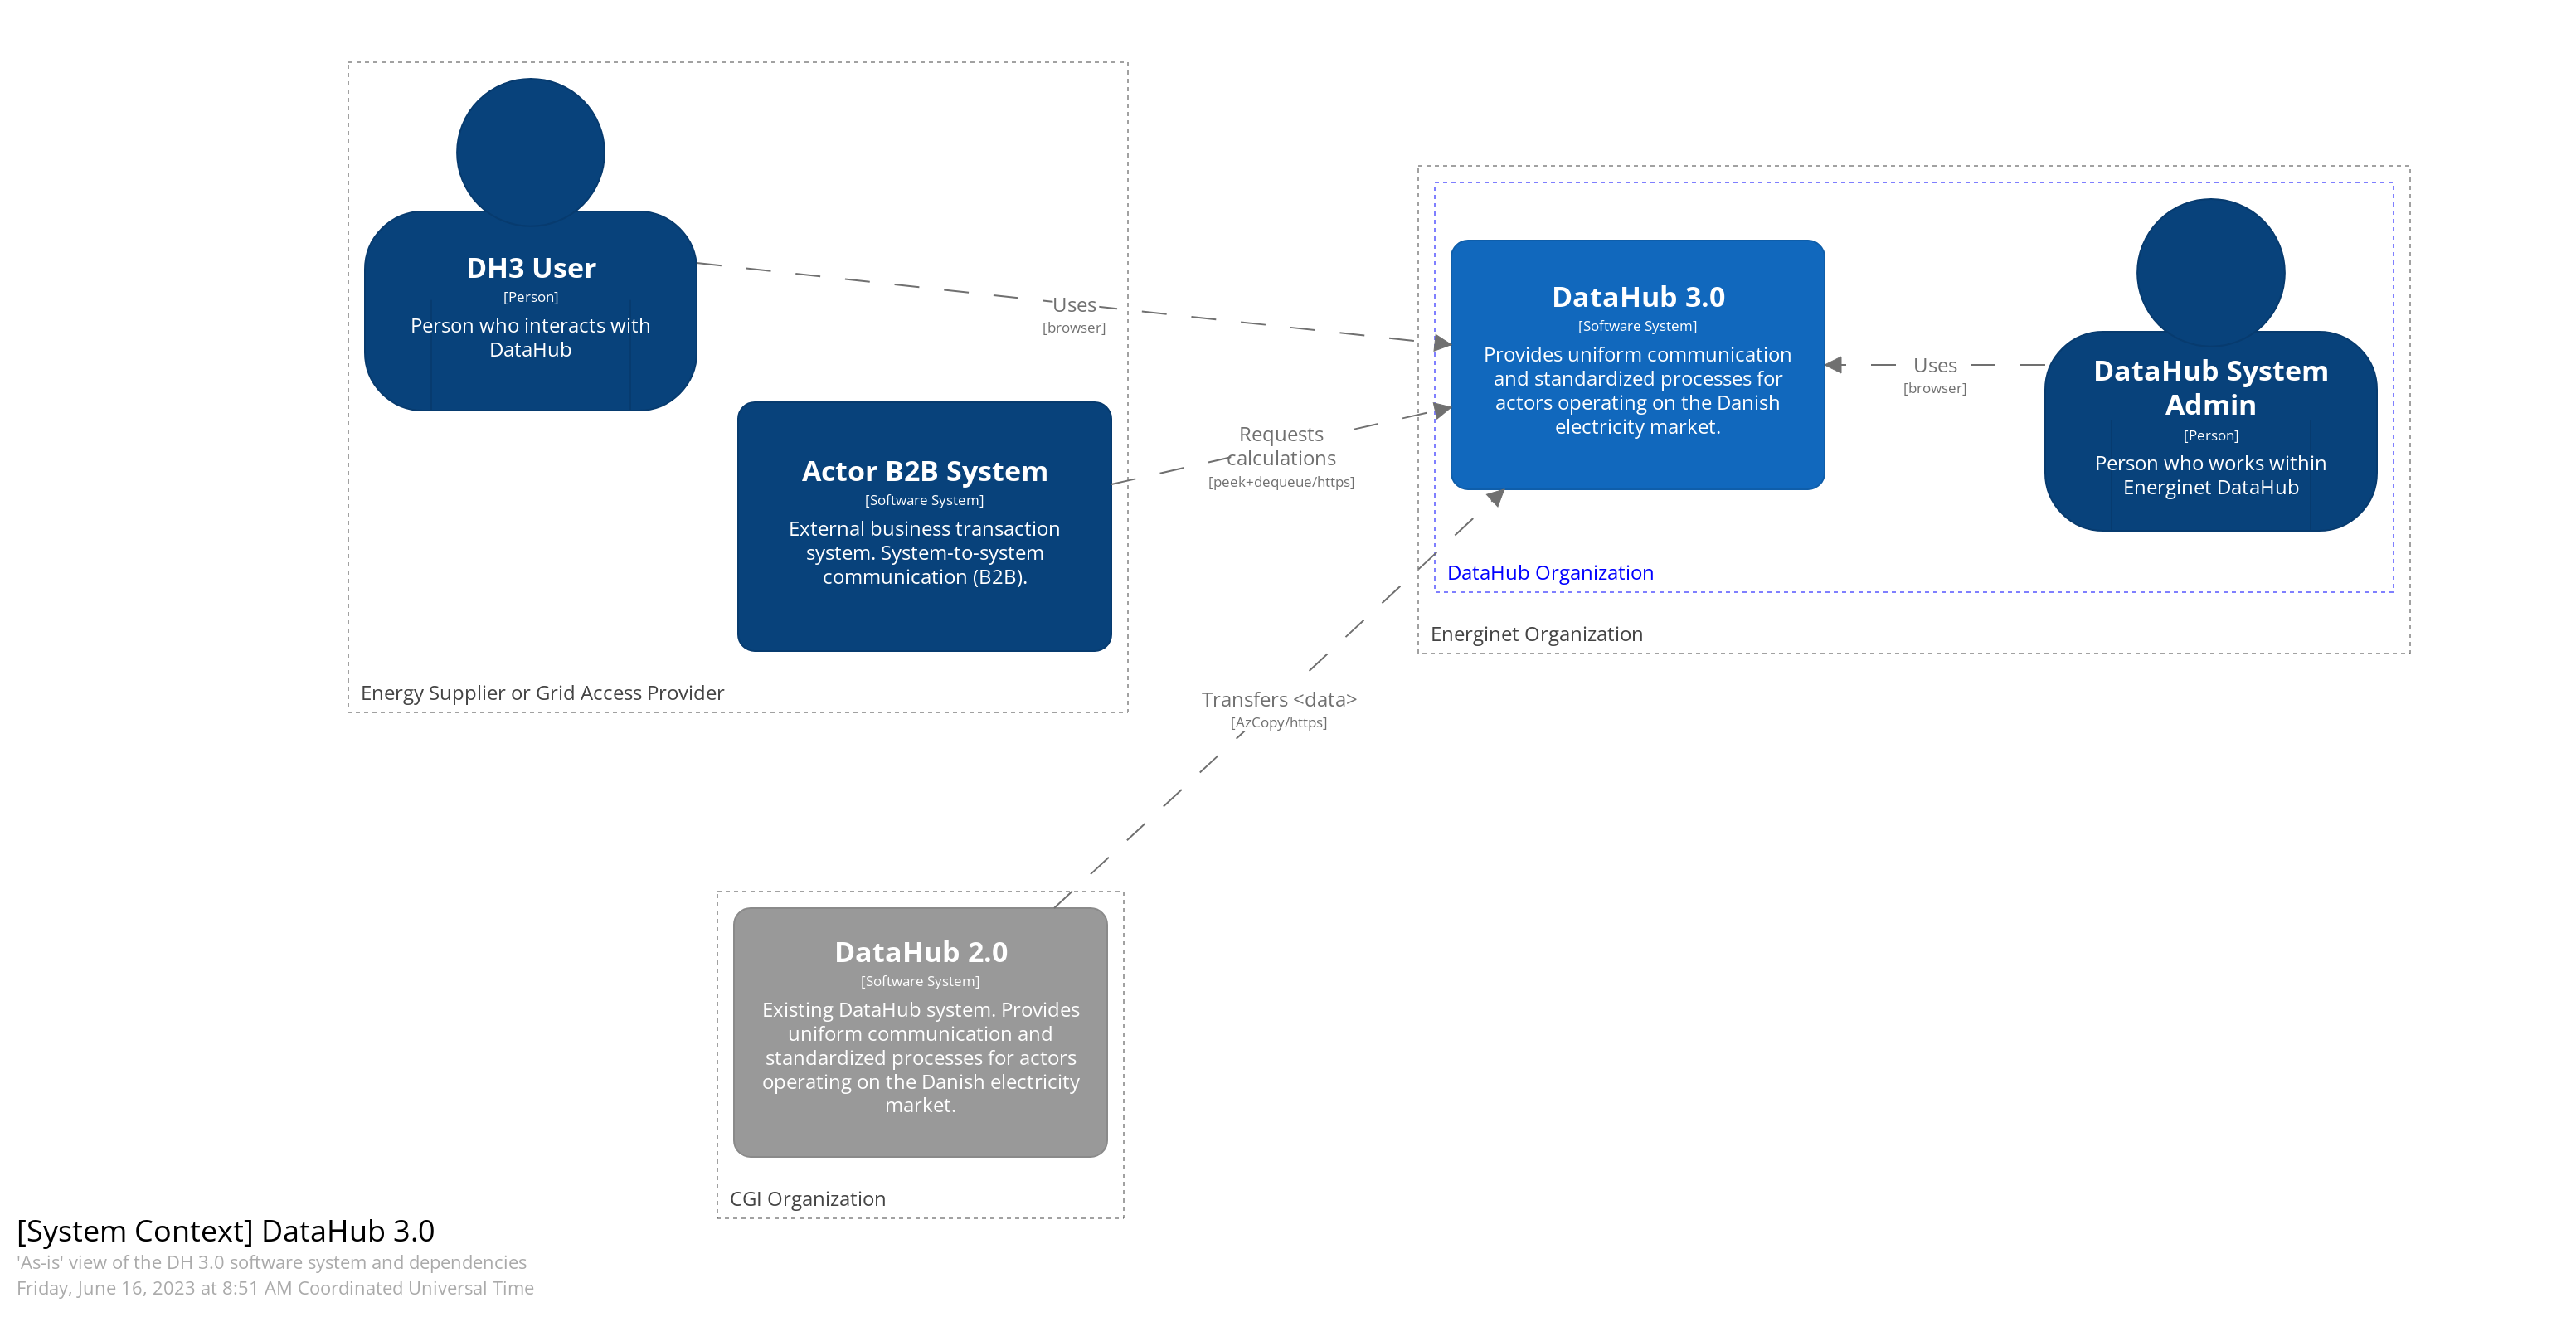 DH3 User
[Person]
Person who interacts with
DataHub
Uses
[browser]
Actor B2B System
[Software System]
External business transaction
system. System-to-system
communication (B2B).
Requests
calculations
[peek+dequeue/https]
Energy Supplier or Grid Access Provider
DataHub 3.0
[Software System]
Provides uniform communication
and standardized processes for
actors operating on the Danish
electricity market.
Uses
[browser]
DataHub System
Admin
[Person]
Person who works within
Energinet DataHub
DataHub Organization
Energinet Organization
Transfers <data>
[AzCopy/https]
DataHub 2.0
[Software System]
Existing DataHub system. Provides
uniform communication and
standardized processes for actors
operating on the Danish electricity
market.
CGI Organization
[System Context] DataHub 3.0
'As-is' view of the DH 3.0 software system and dependencies
Friday, June 16, 2023 at 8:51 AM Coordinated Universal Time